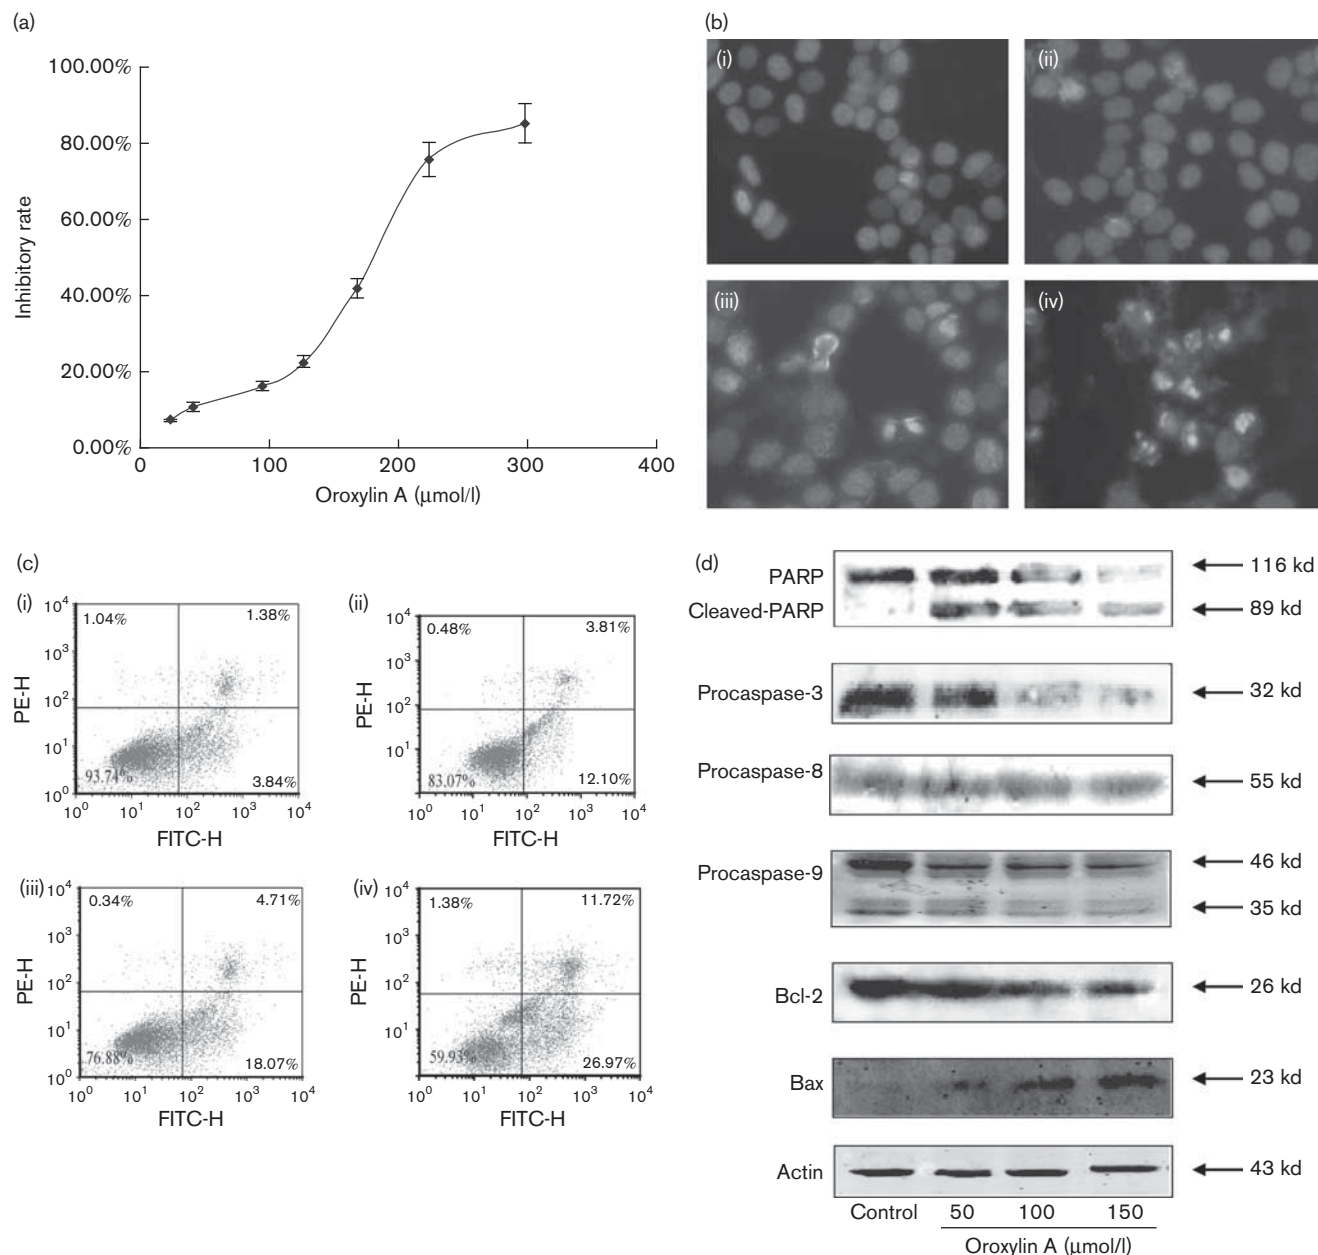 (a)
100.00%
80.00%
60.00%
40.00%
20.00%
0.00%
Inhibitory rate
0 100 200 300 400
Oroxylin A (μmol/l)
(b)
(i)
(ii)
(iii)
(iv)
(c)
(i)
10⁴
10³
10²
10¹
10⁰
PE-H
1.04%
1.38%
93.74%
3.84%
10⁰ 10¹ 10² 10³ 10⁴
FITC-H
(ii)
10⁴
10³
10²
10¹
PE-H
0.48%
3.81%
83.07%
12.10%
10⁰ 10¹ 10² 10³ 10⁴
FITC-H
(iii)
10⁴
10³
10²
10¹
10⁰
PE-H
0.34%
4.71%
76.88%
18.07%
10⁰ 10¹ 10² 10³ 10⁴
FITC-H
(iv)
10⁴
10³
10²
10¹
PE-H
1.38%
11.72%
59.93%
26.97%
10⁰ 10¹ 10² 10³ 10⁴
FITC-H
(d)
PARP 116 kd
Cleaved-PARP 89 kd
Procaspase-3 32 kd
Procaspase-8 55 kd
Procaspase-9 46 kd
35 kd
Bcl-2 26 kd
Bax 23 kd
Actin 43 kd
Control 50 100 150
Oroxylin A (μmol/l)